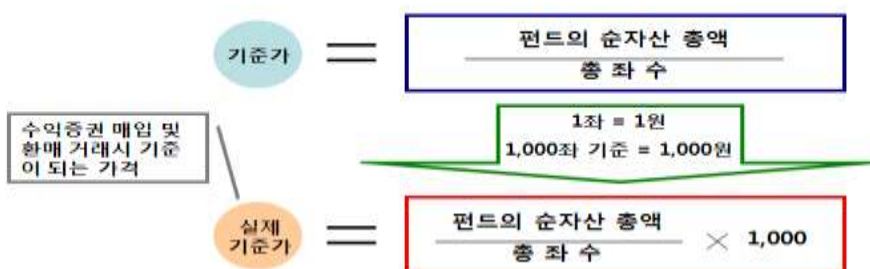 기준가
펀드의 순자산 총액
총 좌 수
수익증권 매입 및
환매 거래시 기준
이 되는 가격
1좌 = 1원
1,000좌 기준 = 1,000원
실제
기준가
펀드의 순자산 총액
총 좌 수
× 1,000